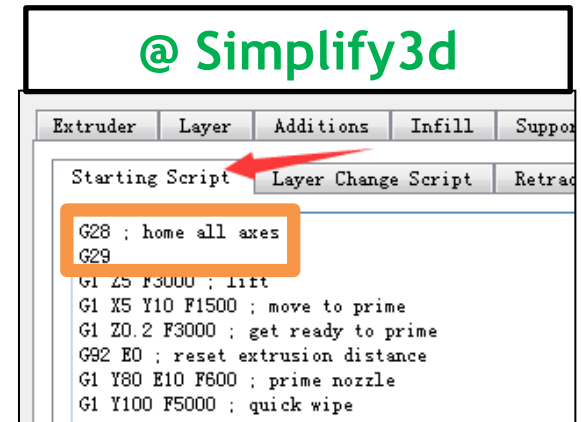 @ Simplify3d
Extruder Layer Additions Infill Suppor
Starting Script Layer Change Script Retrac
G28 ; home all axes
G29
G1 Z5 F3000 ; lift
G1 X5 Y10 F1500 ; move to prime
G1 Z0.2 F3000 ; get ready to prime
G92 E0 ; reset extrusion distance
G1 Y80 E10 F600 ; prime nozzle
G1 Y100 F5000 ; quick wipe